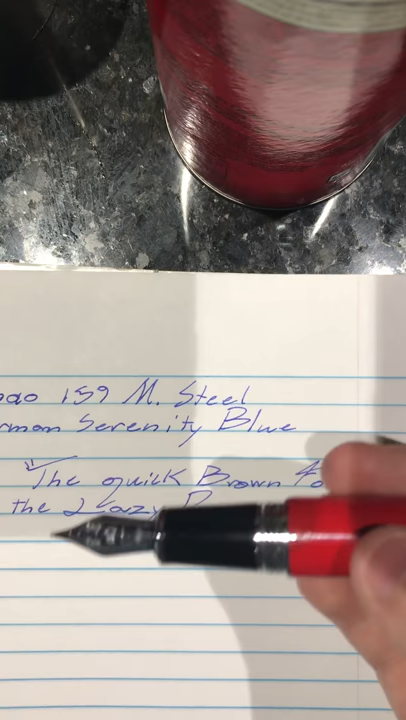 159 M. Steel
Serenity Blue
The quick Brown
the Lazy